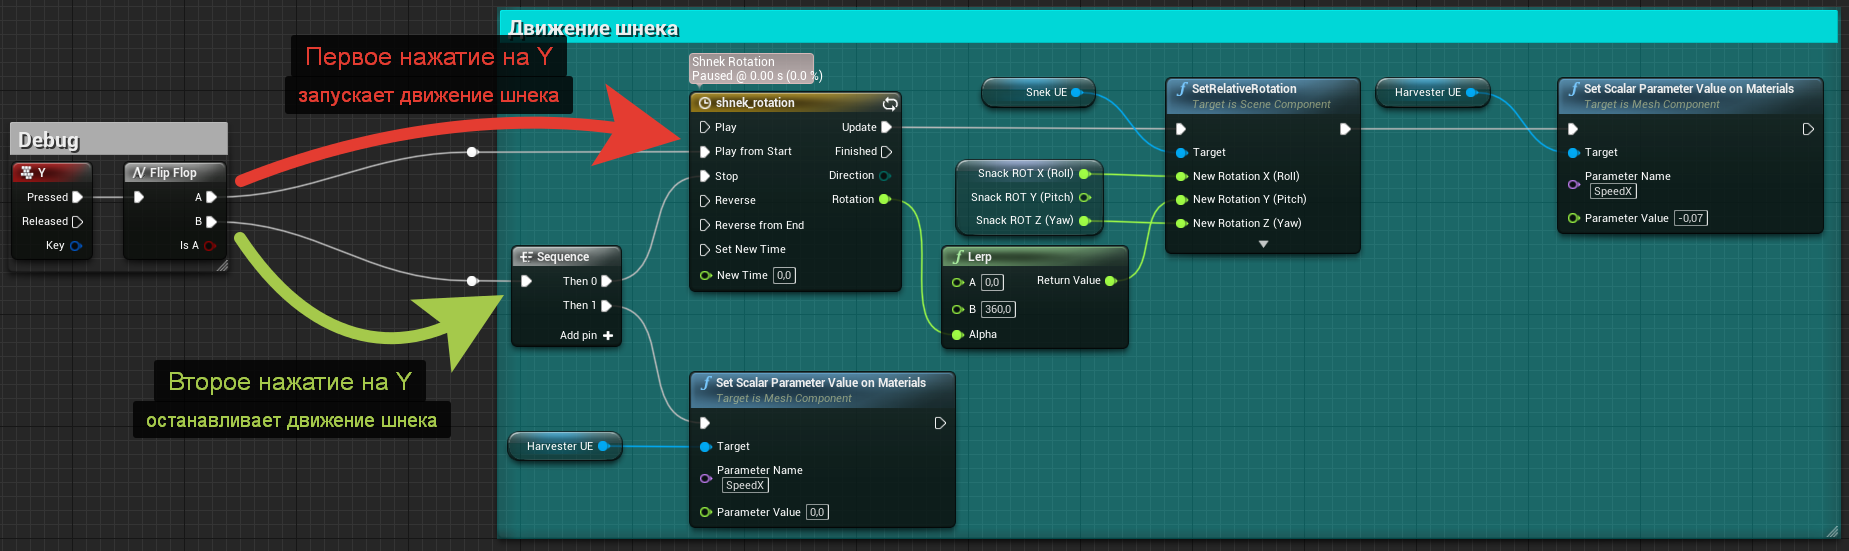 Движение шнека
Первое нажатие на Y
запускает движение шнека
Debug
Y
Pressed
Released
Key
Flip Flop
A
B
Is A
Второе нажатие на Y
останавливает движение шнека
Sequence
Then 0
Then 1
Add pin
Shnek Rotation
Paused @ 0.00 s (0.0 %)
shnek_rotation
Play
Update
Play from Start
Finished
Stop
Direction
Reverse
Rotation
Reverse from End
Set New Time
New Time 0,0
Snek UE
Snack ROT X (Roll)
Snack ROT Y (Pitch)
Snack ROT Z (Yaw)
Lerp
A 0,0
Return Value
B 360,0
Alpha
SetRelativeRotation
Target is Scene Component
Target
New Rotation X (Roll)
New Rotation Y (Pitch)
New Rotation Z (Yaw)
Harvester UE
Set Scalar Parameter Value on Materials
Target is Mesh Component
Target
Parameter Name
SpeedX
Parameter Value -0,07
Harvester UE
Set Scalar Parameter Value on Materials
Target is Mesh Component
Target
Parameter Name
SpeedX
Parameter Value 0,0